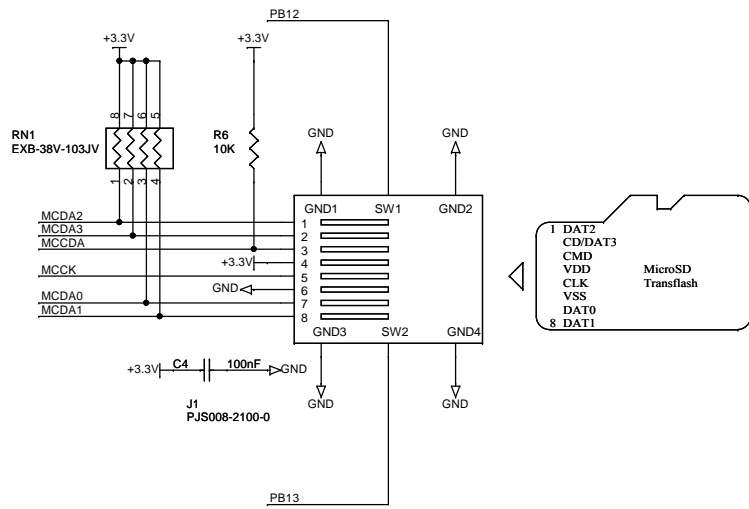 PB12
+3.3V
+3.3V
8 7 6 5
RN1
EXB-38V-103JV
R6
10K
1 2 3 4
GND
GND
GND1
SW1
GND2
MCDA2
1
MCDA3
2
MCCDA
3
+3.3V
4
MCCK
5
GND
6
MCDA0
7
MCDA1
8
GND3
SW2
GND4
1 DAT2
CD/DAT3
CMD
VDD
CLK
VSS
DAT0
8 DAT1
MicroSD
Transflash
+3.3V
C4
100nF
GND
GND
GND
J1
PJS008-2100-0
PB13